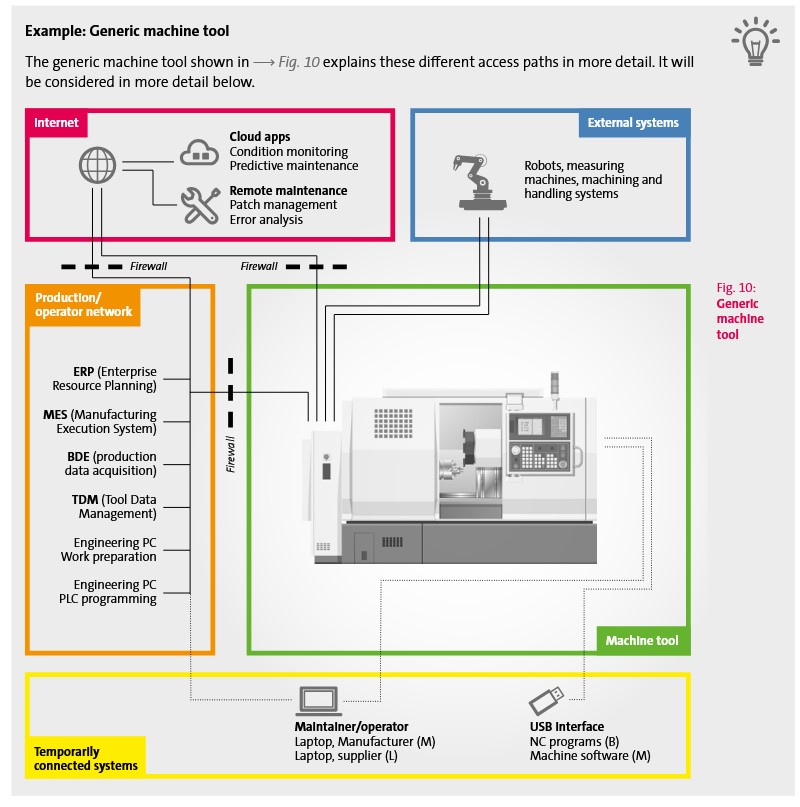 Example: Generic machine tool
The generic machine tool shown in ⟶ Fig. 10 explains these different access paths in more detail. It will
be considered in more detail below.
Internet
Cloud apps
Condition monitoring
Predictive maintenance
Remote maintenance
Patch management
Error analysis
External systems
Robots, measuring
machines, machining and
handling systems
Firewall
Firewall
Production/
operator network
ERP (Enterprise
Resource Planning)
MES (Manufacturing
Execution System)
BDE (production
data acquisition)
TDM (Tool Data
Management)
Engineering PC
Work preparation
Engineering PC
PLC programming
Firewall
Machine tool
Fig. 10:
Generic
machine
tool
Temporarily
connected systems
Maintainer/operator
Laptop, Manufacturer (M)
Laptop, supplier (L)
USB interface
NC programs (B)
Machine software (M)